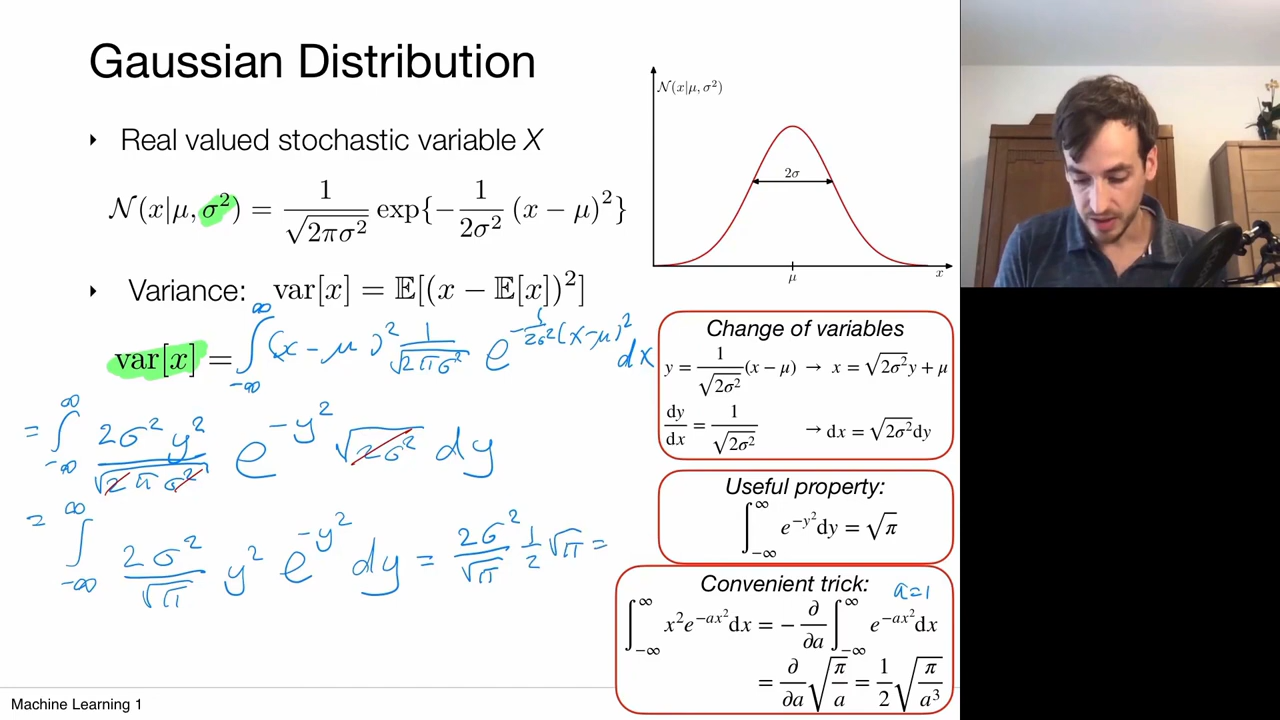 Gaussian Distribution
‣ Real valued stochastic variable X
N(x|μ, σ²) = 1/√(2πσ²) exp{−1/(2σ²) (x − μ)²}
‣ Variance: var[x] = 𝔼[(x − 𝔼[x])²]
var[x] = ∫_{-∞}^{∞} (x − μ)² 1/√(2πσ²) e^{−1/(2σ²)(x−μ)²} dx
= ∫_{-∞}^{∞} 2σ²y²/√(2πσ²) e^{−y²} √(2σ²) dy
= ∫_{-∞}^{∞} 2σ²/√π y² e^{−y²} dy = 2σ²/√π 1/2 √π =
N(x|μ, σ²)
2σ
μ
x
Change of variables
y = 1/√(2σ²) (x − μ) → x = √(2σ²)y + μ
dy/dx = 1/√(2σ²) → dx = √(2σ²)dy
Useful property:
∫_{-∞}^{∞} e^{−y²}dy = √π
Convenient trick: a=1
∫_{-∞}^{∞} x²e^{−ax²}dx = −∂/∂a ∫_{-∞}^{∞} e^{−ax²}dx
= ∂/∂a √(π/a) = 1/2 √(π/a³)
Machine Learning 1